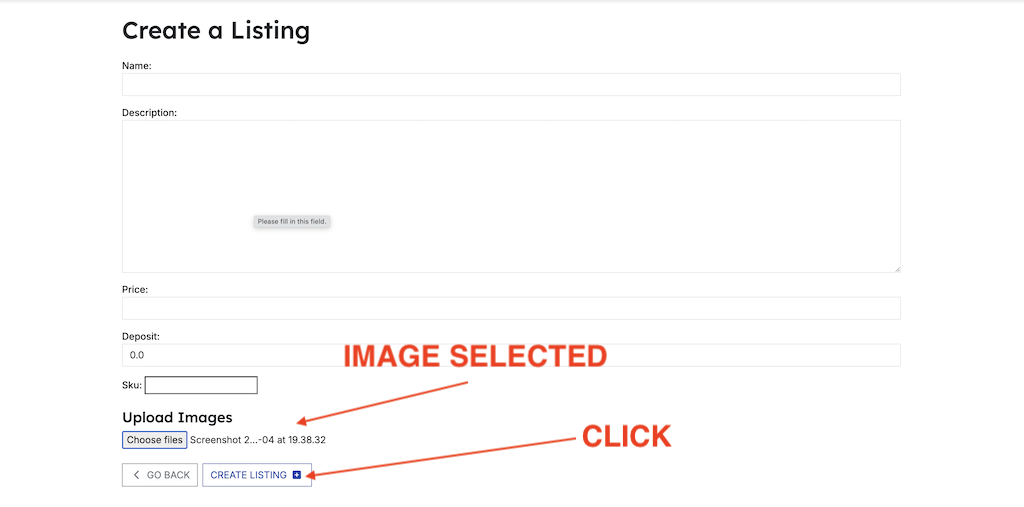 Create a Listing
Name:
Description:
Please fill in this field.
Price:
Deposit:
0.0
IMAGE SELECTED
Sku:
Upload Images
Choose files Screenshot 2...-04 at 19.38.32
CLICK
GO BACK CREATE LISTING